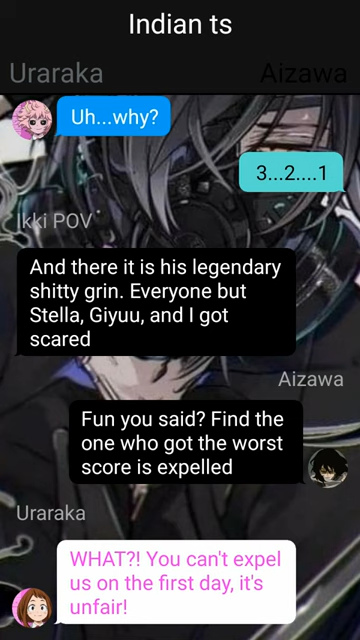 Indian ts
Uraraka
Aizawa
Uh...why?
3...2....1
Ikki POV
And there it is his legendary
shitty grin. Everyone but
Stella, Giyuu, and I got
scared
Aizawa
Fun you said? Find the
one who got the worst
score is expelled
Uraraka
WHAT?! You can't expel
us on the first day, it's
unfair!